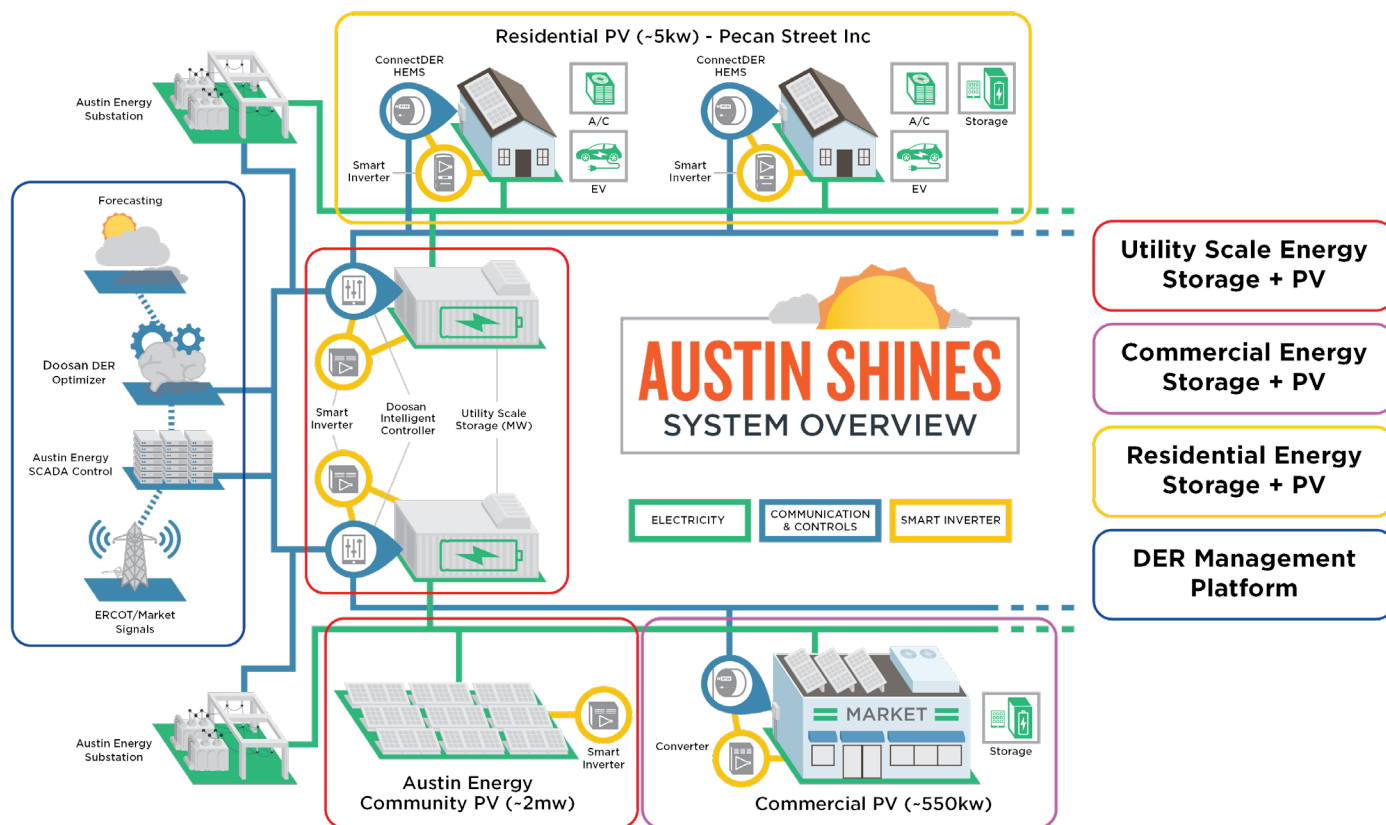 Residential PV (~5kw) - Pecan Street Inc
ConnectDER
HEMS
A/C
Smart
Inverter
EV
ConnectDER
HEMS
A/C
Storage
Smart
Inverter
EV
Austin Energy
Substation
Forecasting
Doosan DER
Optimizer
Austin Energy
SCADA Control
ERCOT/Market
Signals
Smart
Inverter
Doosan
Intelligent
Controller
Utility Scale
Storage (MW)
AUSTIN SHINES
SYSTEM OVERVIEW
ELECTRICITY
COMMUNICATION
& CONTROLS
SMART INVERTER
Utility Scale Energy
Storage + PV
Commercial Energy
Storage + PV
Residential Energy
Storage + PV
DER Management
Platform
Austin Energy
Substation
Smart
Inverter
Austin Energy
Community PV (~2mw)
Converter
MARKET
Storage
Commercial PV (~550kw)